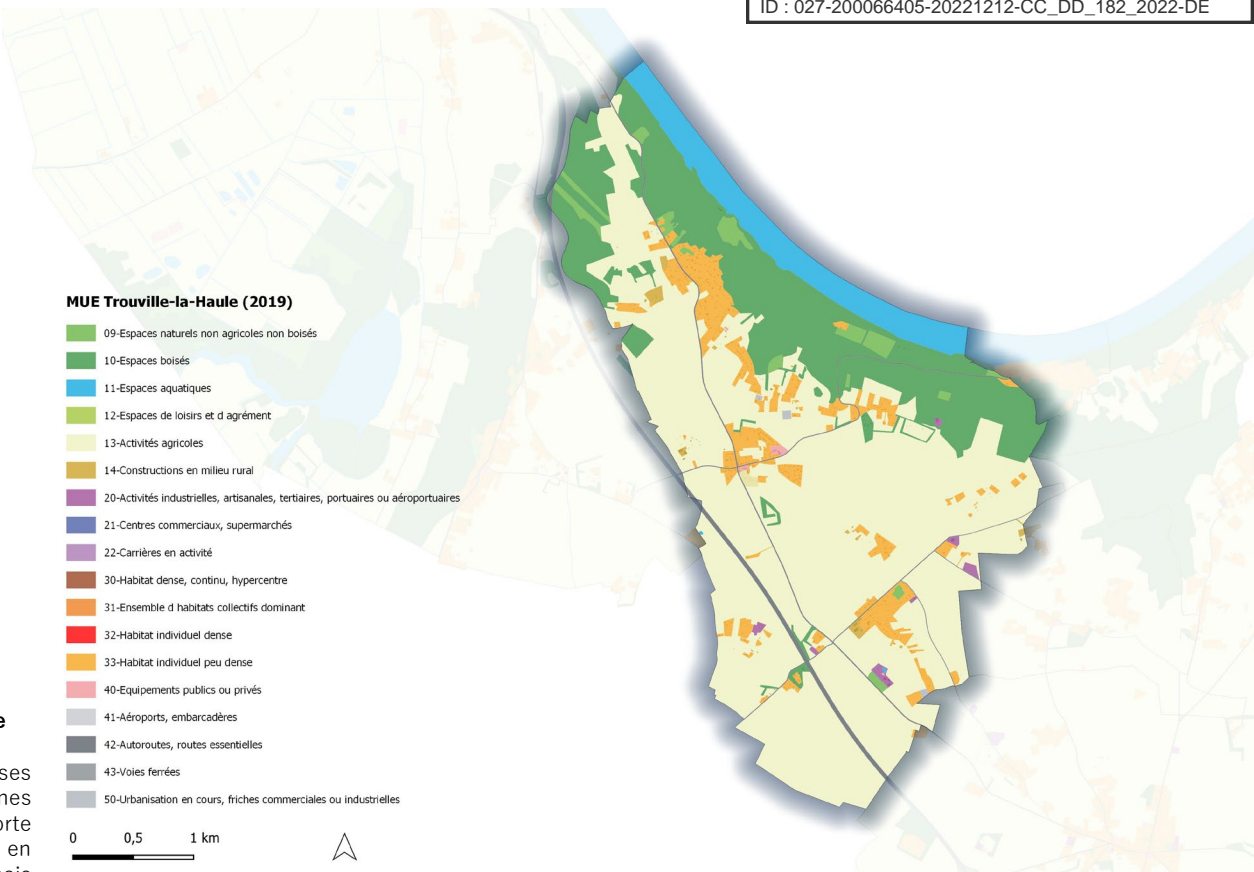 ID : 027-200066405-20221212-CC_DD_182_2022-DE
MUE Trouville-la-Haule (2019)
09-Espaces naturels non agricoles non boisés
10-Espaces boisés
11-Espaces aquatiques
12-Espaces de loisirs et d agrément
13-Activités agricoles
14-Constructions en milieu rural
20-Activités industrielles, artisanales, tertiaires, portuaires ou aéroportuaires
21-Centres commerciaux, supermarchés
22-Carrières en activité
30-Habitat dense, continu, hypercentre
31-Ensemble d habitats collectifs dominant
32-Habitat individuel dense
33-Habitat individuel peu dense
40-Equipements publics ou privés
41-Aéroports, embarcadères
42-Autoroutes, routes essentielles
43-Voies ferrées
50-Urbanisation en cours, friches commerciales ou industrielles
0 0,5 1 km
e
ses
nes
orte
en